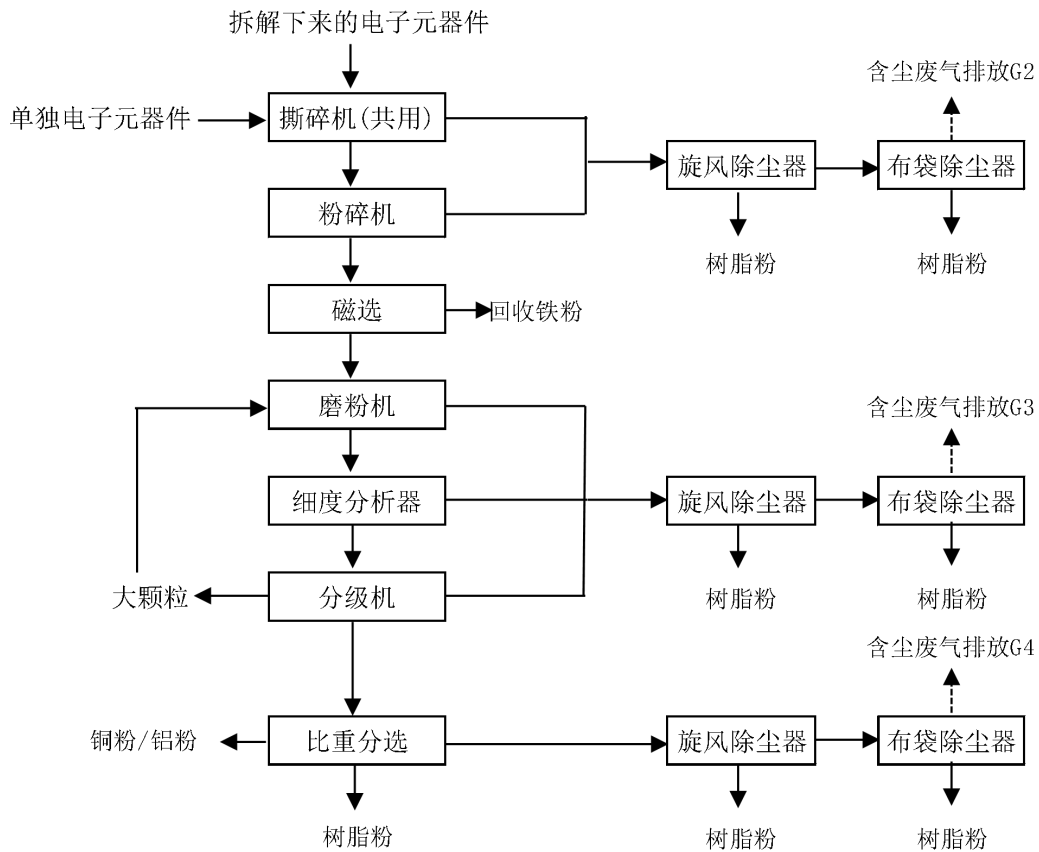 拆解下来的电子元器件
含尘废气排放G2
单独电子元器件
撕碎机(共用)
旋风除尘器
布袋除尘器
粉碎机
树脂粉
树脂粉
磁选
回收铁粉
磨粉机
含尘废气排放G3
细度分析器
旋风除尘器
布袋除尘器
大颗粒
分级机
树脂粉
树脂粉
含尘废气排放G4
铜粉/铝粉
比重分选
旋风除尘器
布袋除尘器
树脂粉
树脂粉
树脂粉